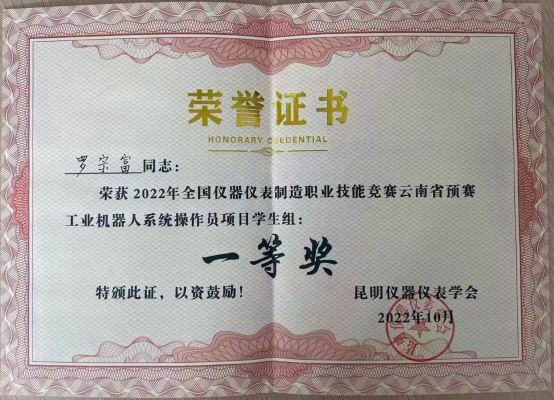 荣誉证书
HONORARY CREDENTIAL
罗宗富同志：
荣获2022年全国仪器仪表制造职业技能竞赛云南省预赛
工业机器人系统操作员项目学生组：
一等奖
特颁此证，以资鼓励！
昆明仪器仪表学会
2022年10月